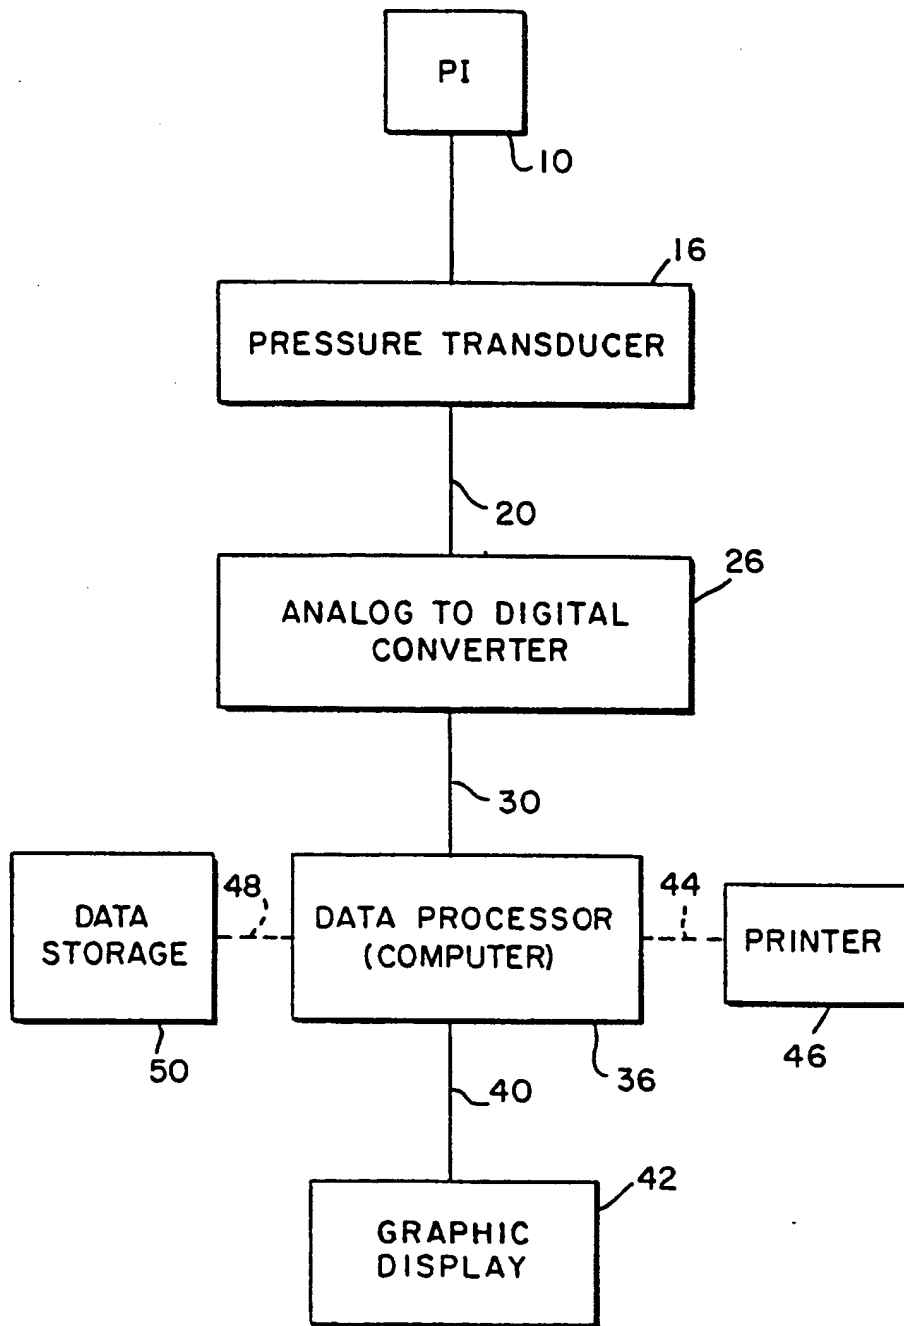 PI
10
16
PRESSURE TRANSDUCER
20
26
ANALOG TO DIGITAL
CONVERTER
30
48
44
DATA
STORAGE
DATA PROCESSOR
(COMPUTER)
PRINTER
50
36
46
40
42
GRAPHIC
DISPLAY